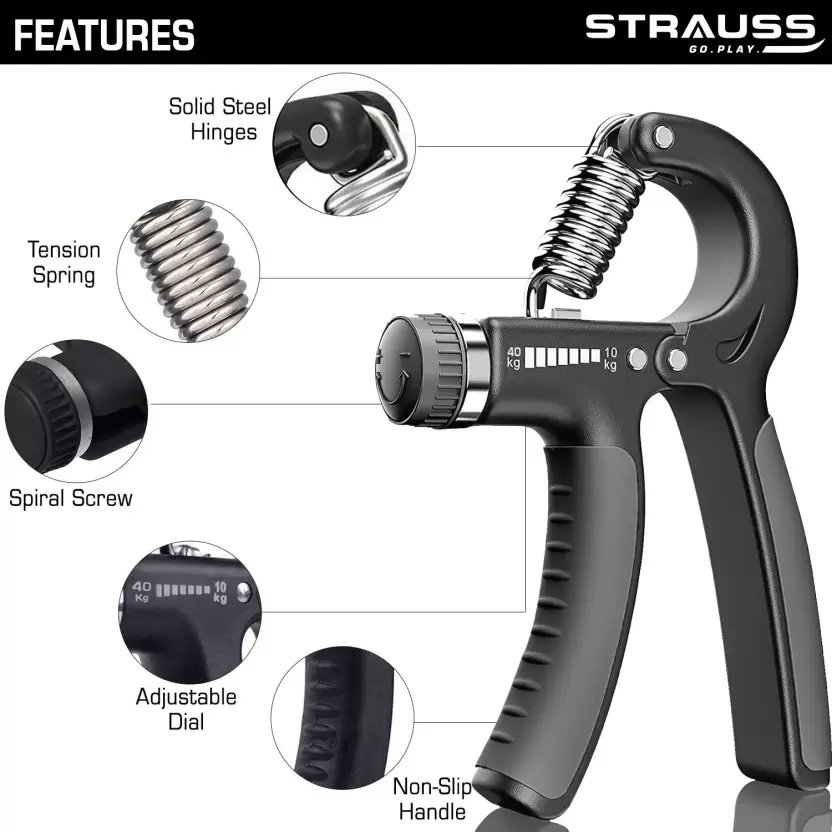 FEATURES
STRAUSS
GO.PLAY.
Solid Steel
Hinges
Tension
Spring
40
kg
10
kg
Spiral Screw
40
Kg
10
kg
Adjustable
Dial
Non-Slip
Handle